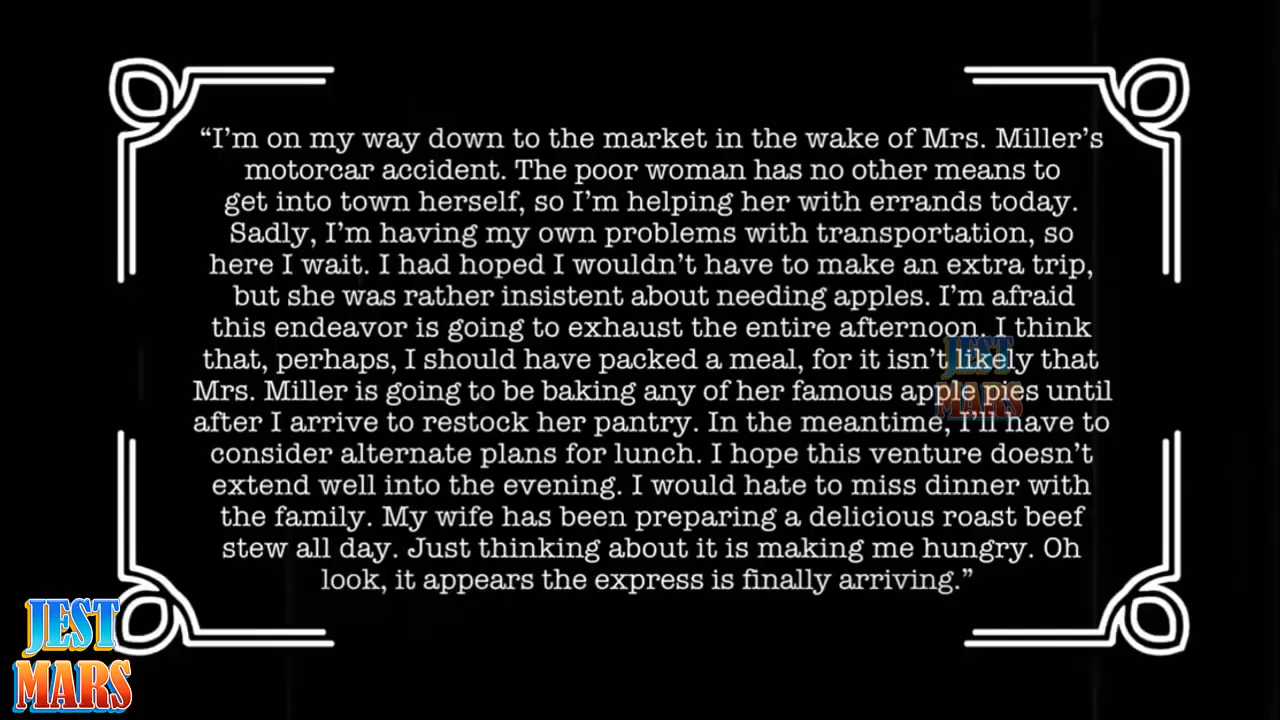 “I’m on my way down to the market in the wake of Mrs. Miller’s
motorcar accident. The poor woman has no other means to
get into town herself, so I’m helping her with errands today.
Sadly, I’m having my own problems with transportation, so
here I wait. I had hoped I wouldn’t have to make an extra trip,
but she was rather insistent about needing apples. I’m afraid
this endeavor is going to exhaust the entire afternoon. I think
that, perhaps, I should have packed a meal, for it isn’t likely that
Mrs. Miller is going to be baking any of her famous apple pies until
after I arrive to restock her pantry. In the meantime, I’ll have to
consider alternate plans for lunch. I hope this venture doesn’t
extend well into the evening. I would hate to miss dinner with
the family. My wife has been preparing a delicious roast beef
stew all day. Just thinking about it is making me hungry. Oh
look, it appears the express is finally arriving.”
JEST
MARS
JEST
MARS